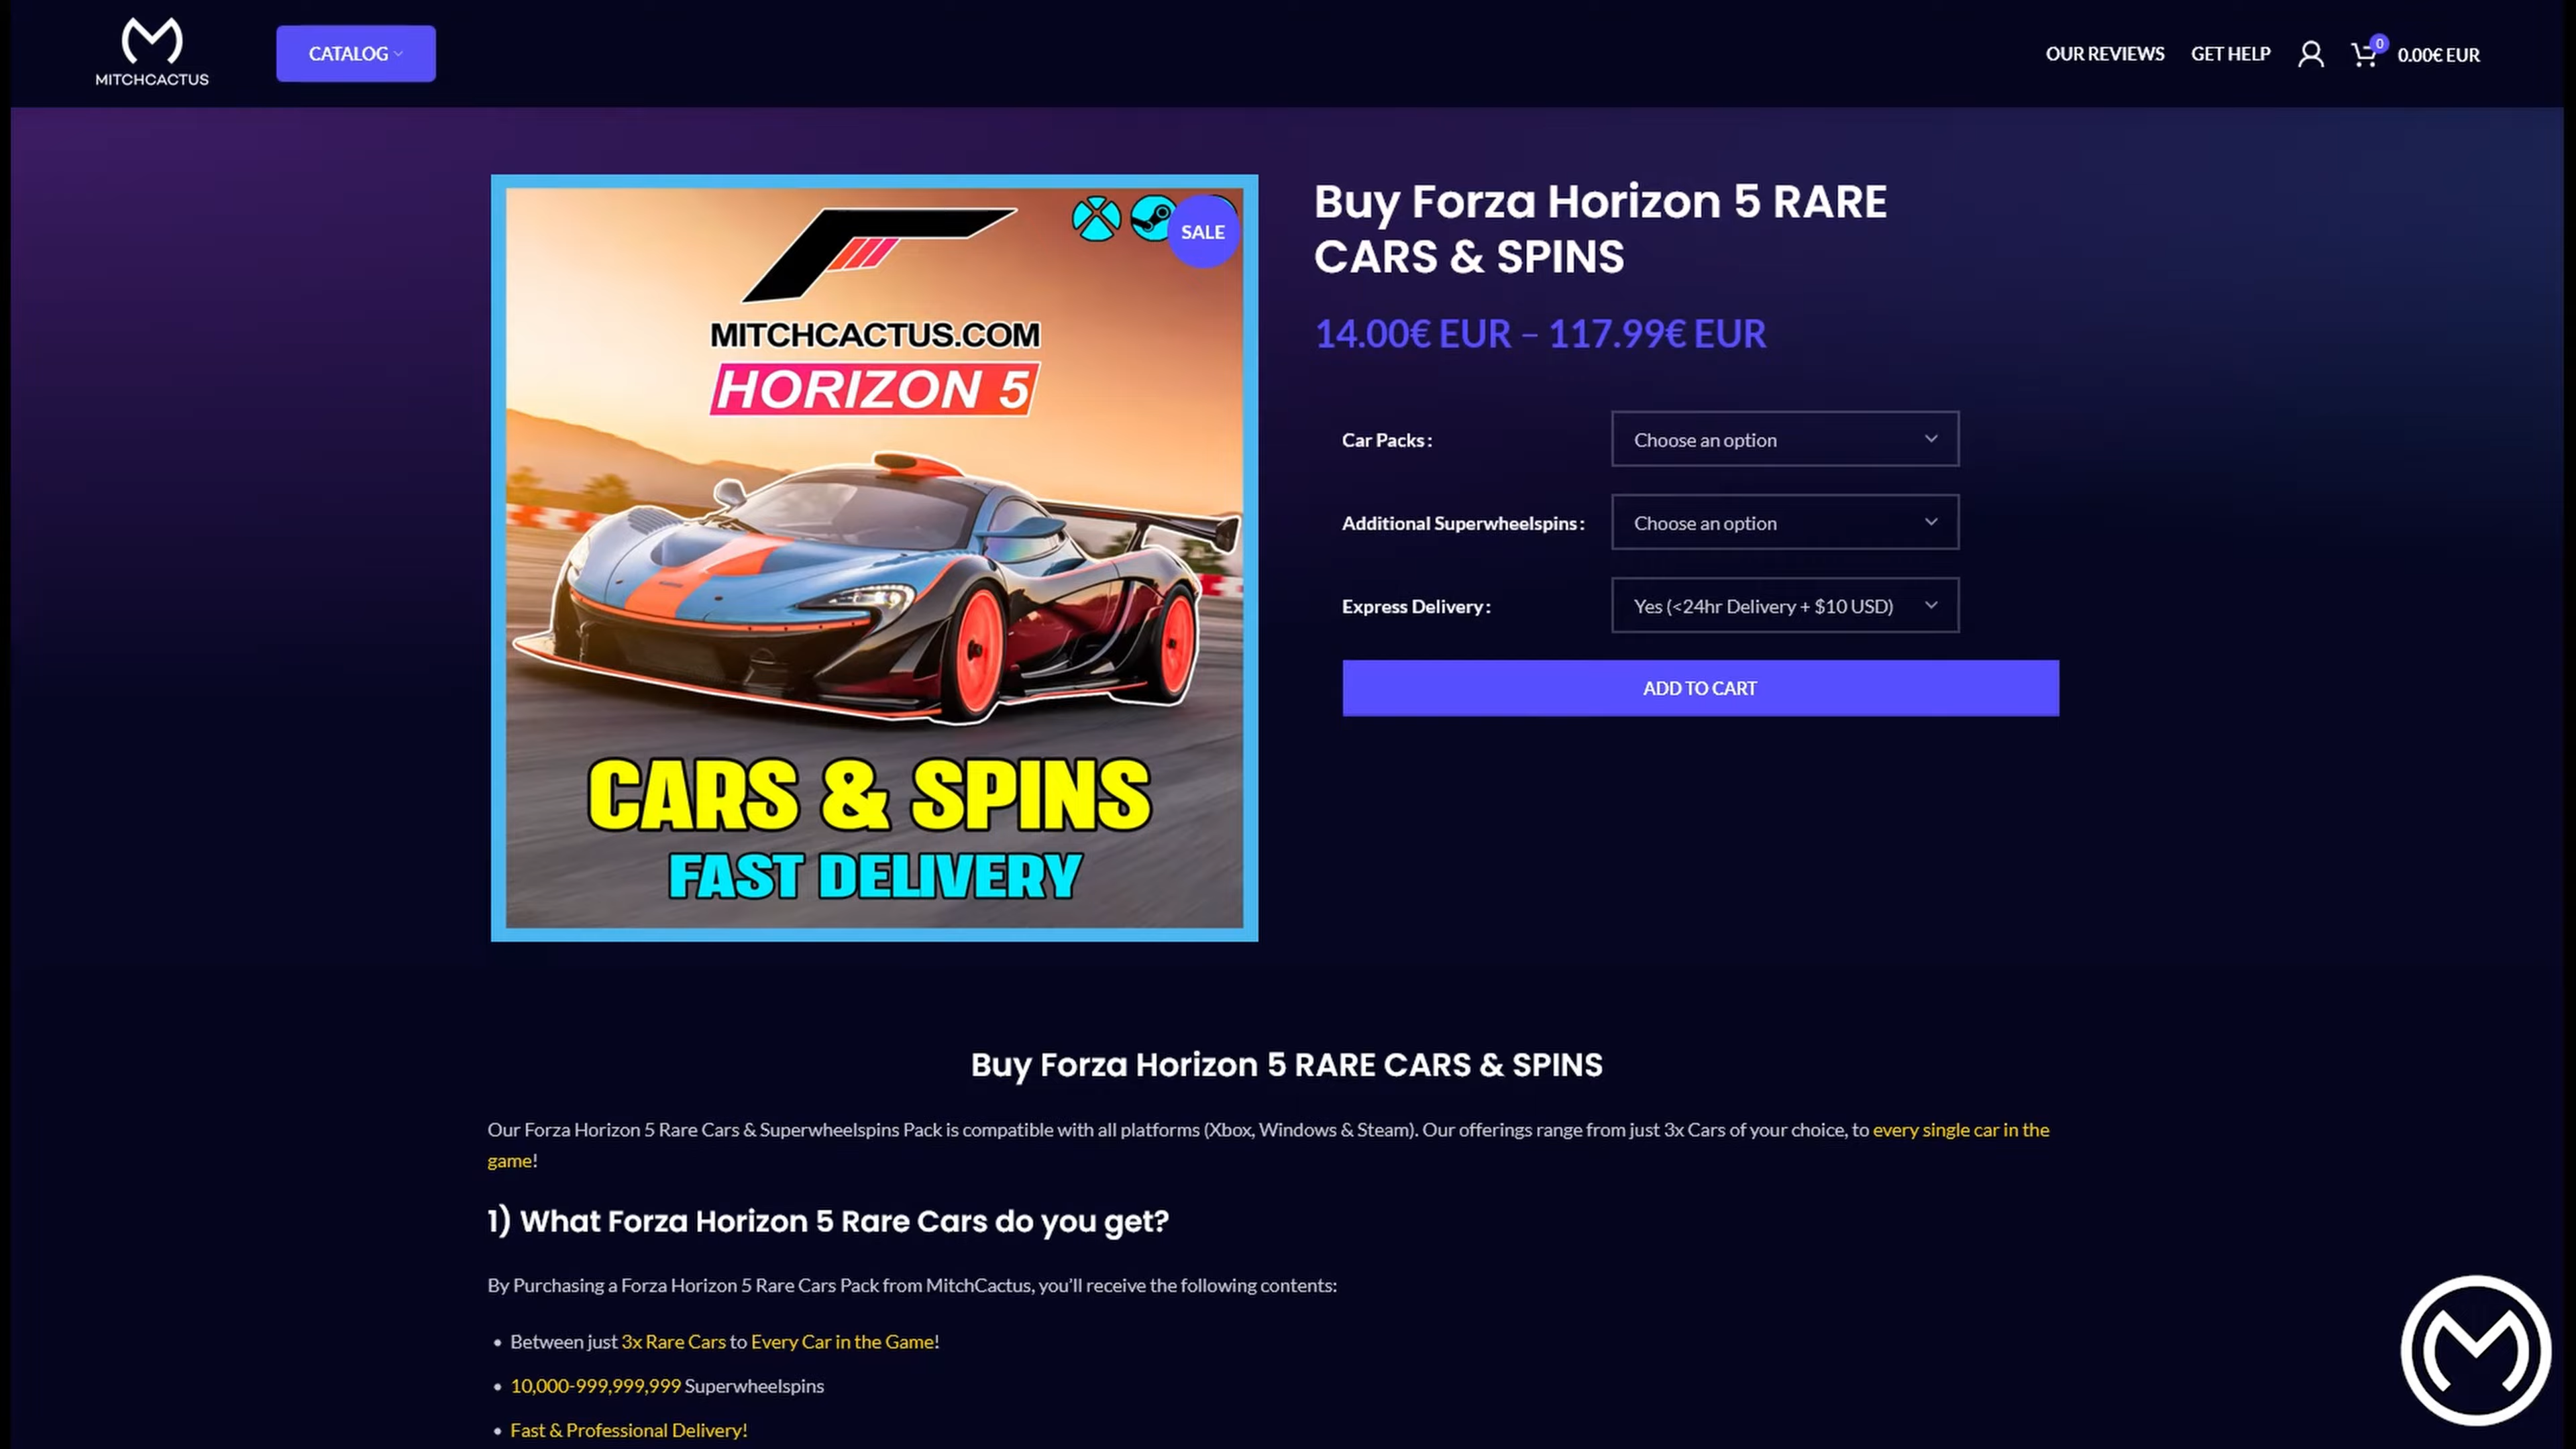 MITCHCACTUS
CATALOG
OUR REVIEWS
GET HELP
0
0.00€ EUR
SALE
MITCHCACTUS.COM
HORIZON 5
CARS & SPINS
FAST DELIVERY
Buy Forza Horizon 5 RARE
CARS & SPINS
14.00€ EUR – 117.99€ EUR
Car Packs :
Choose an option
Additional Superwheelspins :
Choose an option
Express Delivery :
Yes (<24hr Delivery + $10 USD)
ADD TO CART
Buy Forza Horizon 5 RARE CARS & SPINS
Our Forza Horizon 5 Rare Cars & Superwheelspins Pack is compatible with all platforms (Xbox, Windows & Steam). Our offerings range from just 3x Cars of your choice, to every single car in the
game!
1) What Forza Horizon 5 Rare Cars do you get?
By Purchasing a Forza Horizon 5 Rare Cars Pack from MitchCactus, you'll receive the following contents:
• Between just 3x Rare Cars to Every Car in the Game!
• 10,000-999,999,999 Superwheelspins
• Fast & Professional Delivery!